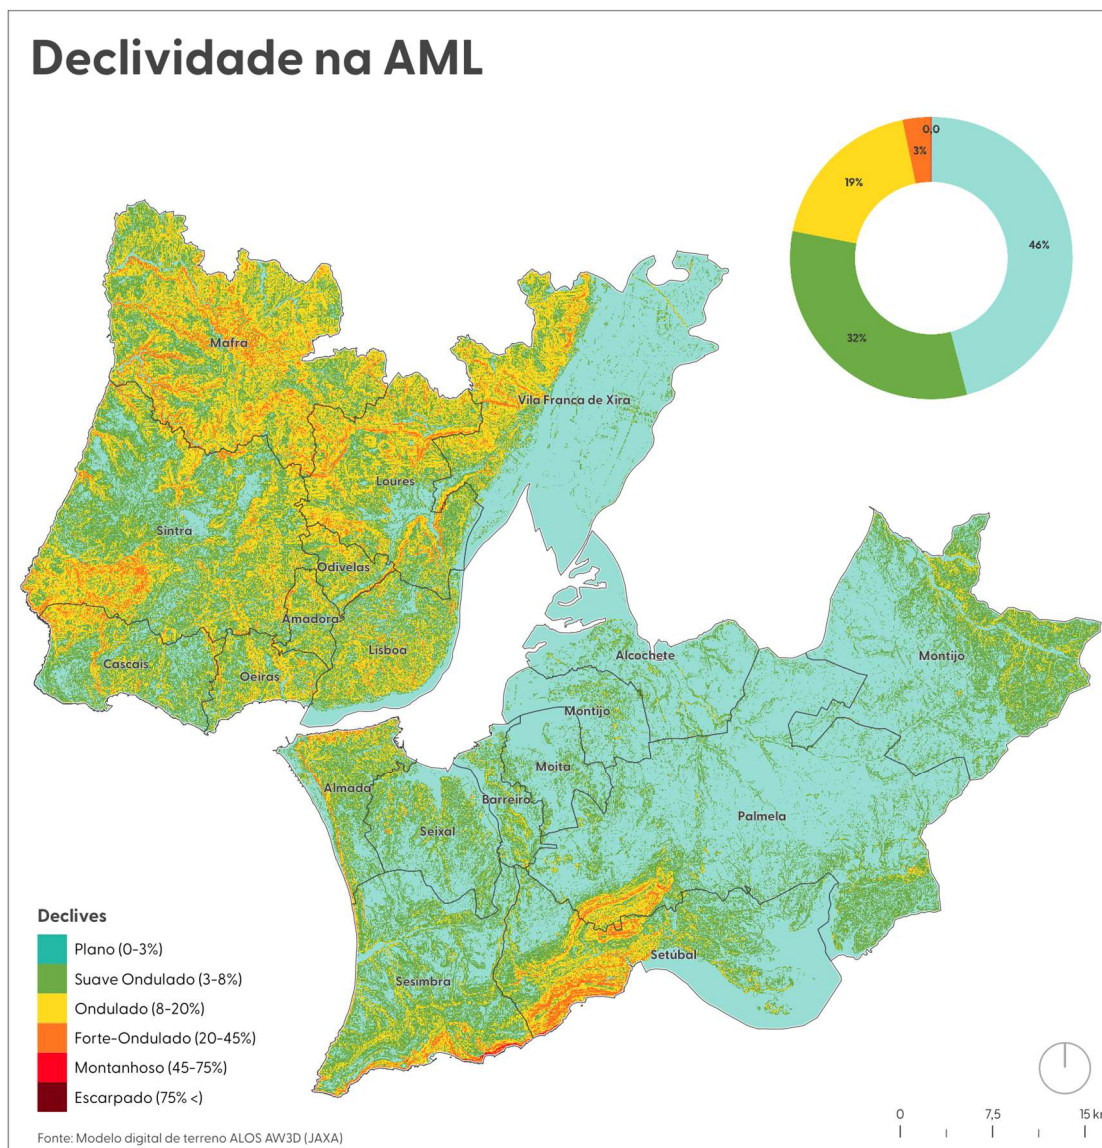 Declividade na AML
0,0
3%
19%
46%
32%
Mafra
Vila Franca de Xira
Loures
Sintra
Odivelas
Amadora
Lisboa
Cascais
Oeiras
Alcochete
Montijo
Montijo
Moita
Almada
Barreiro
Seixal
Palmela
Setúbal
Sesimbra
Declives
Plano (0-3%)
Suave Ondulado (3-8%)
Ondulado (8-20%)
Forte-Ondulado (20-45%)
Montanhoso (45-75%)
Escarpado (75% <)
0 7,5 15 km
Fonte: Modelo digital de terreno ALOS AW3D (JAXA)